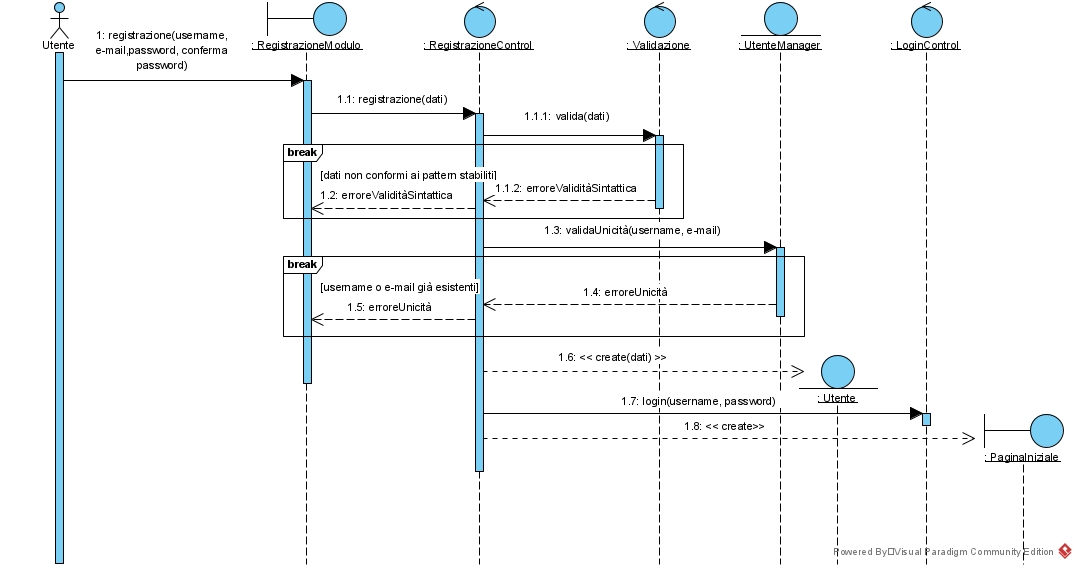 Utente
: RegistrazioneModulo
: RegistrazioneControl
: Validazione
: UtenteManager
: LoginControl
1: registrazione(username,
e-mail,password, conferma
password)
1.1: registrazione(dati)
1.1.1: valida(dati)
break
[dati non conformi ai pattern stabiliti]
1.1.2: erroreValiditàSintattica
1.2: erroreValiditàSintattica
1.3: validaUnicità(username, e-mail)
break
[username o e-mail già esistenti]
1.4: erroreUnicità
1.5: erroreUnicità
1.6: << create(dati) >>
: Utente
1.7: login(username, password)
1.8: << create>>
: PaginaIniziale
Powered By□Visual Paradigm Community Edition